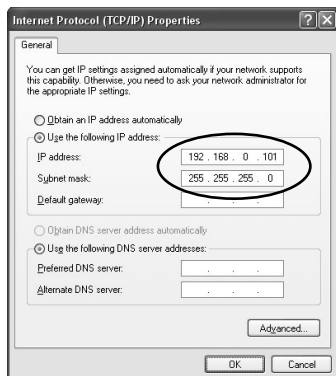 Internet Protocol (TCP/IP) Properties
General
You can get IP settings assigned automatically if your network supports
this capability. Otherwise, you need to ask your network administrator for
the appropriate IP settings.
Obtain an IP address automatically
Use the following IP address:
IP address: 192 . 168 . 0 . 101
Subnet mask: 255 . 255 . 255 . 0
Default gateway: . . .
Obtain DNS server address automatically
Use the following DNS server addresses:
Preferred DNS server: . . .
Alternate DNS server: . . .
Advanced...
OK Cancel